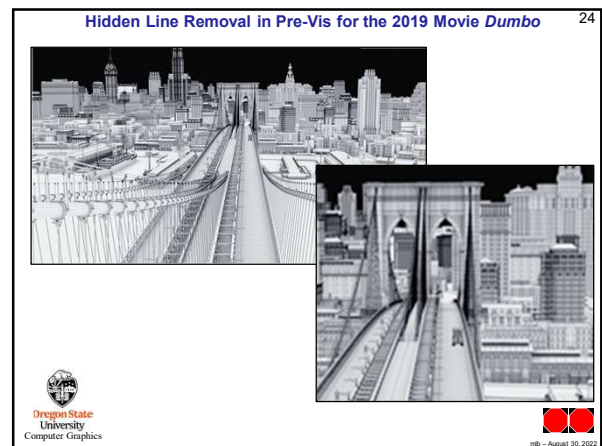 Hidden Line Removal in Pre-Vis for the 2019 Movie Dumbo
24
Oregon State
University
Computer Graphics
mjb – August 30, 2022